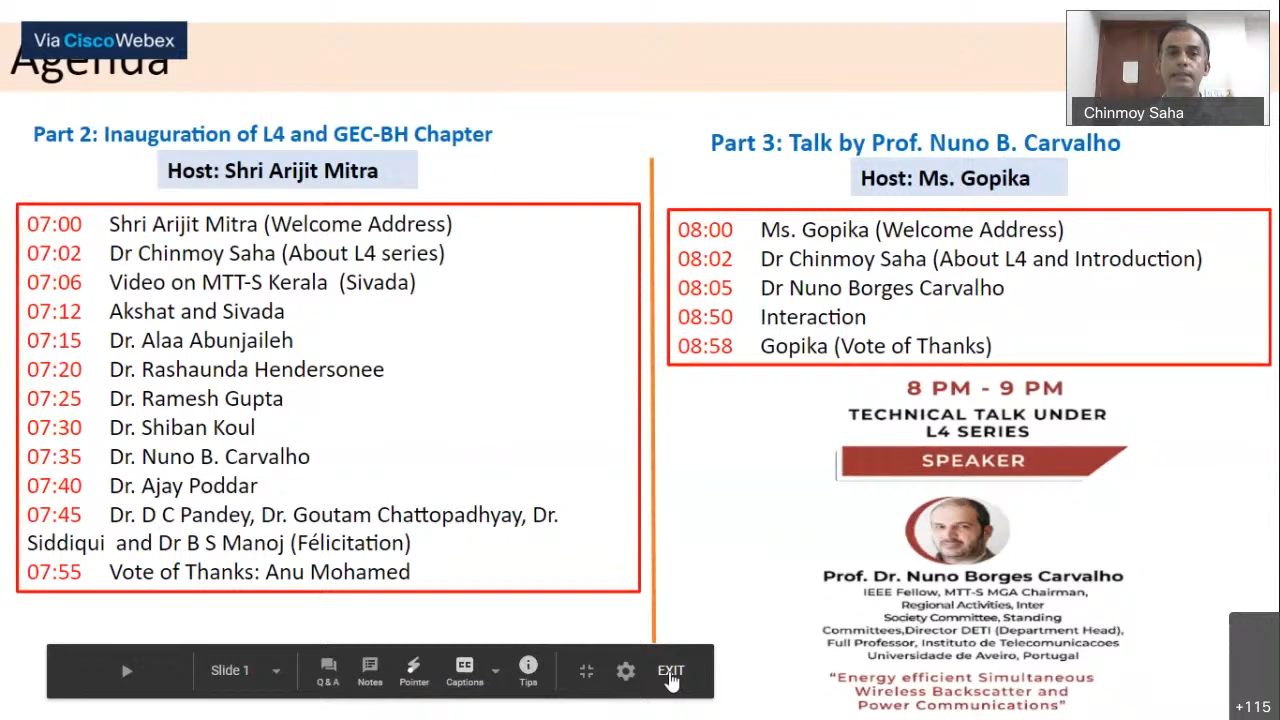 Via CiscoWebex
Agenda
Chinmoy Saha
Part 2: Inauguration of L4 and GEC-BH Chapter
Host: Shri Arijit Mitra
07:00 Shri Arijit Mitra (Welcome Address)
07:02 Dr Chinmoy Saha (About L4 series)
07:06 Video on MTT-S Kerala (Sivada)
07:12 Akshat and Sivada
07:15 Dr. Alaa Abunjaileh
07:20 Dr. Rashaunda Hendersonee
07:25 Dr. Ramesh Gupta
07:30 Dr. Shiban Koul
07:35 Dr. Nuno B. Carvalho
07:40 Dr. Ajay Poddar
07:45 Dr. D C Pandey, Dr. Goutam Chattopadhyay, Dr.
Siddiqui and Dr B S Manoj (Félicitation)
07:55 Vote of Thanks: Anu Mohamed
Part 3: Talk by Prof. Nuno B. Carvalho
Host: Ms. Gopika
08:00 Ms. Gopika (Welcome Address)
08:02 Dr Chinmoy Saha (About L4 and Introduction)
08:05 Dr Nuno Borges Carvalho
08:50 Interaction
08:58 Gopika (Vote of Thanks)
8 PM - 9 PM
TECHNICAL TALK UNDER
L4 SERIES
SPEAKER
Prof. Dr. Nuno Borges Carvalho
IEEE Fellow, MTT-S MGA Chairman,
Regional Activities, Inter
Society Committee, Standing
Committees,Director DETI (Department Head),
Full Professor, Instituto de Telecomunicacoes
Universidade de Aveiro, Portugal
“Energy efficient Simultaneous
Wireless Backscatter and
Power Communications”
Slide 1
Q & A
Notes
Pointer
CC
Captions
Tips
EXIT
+115